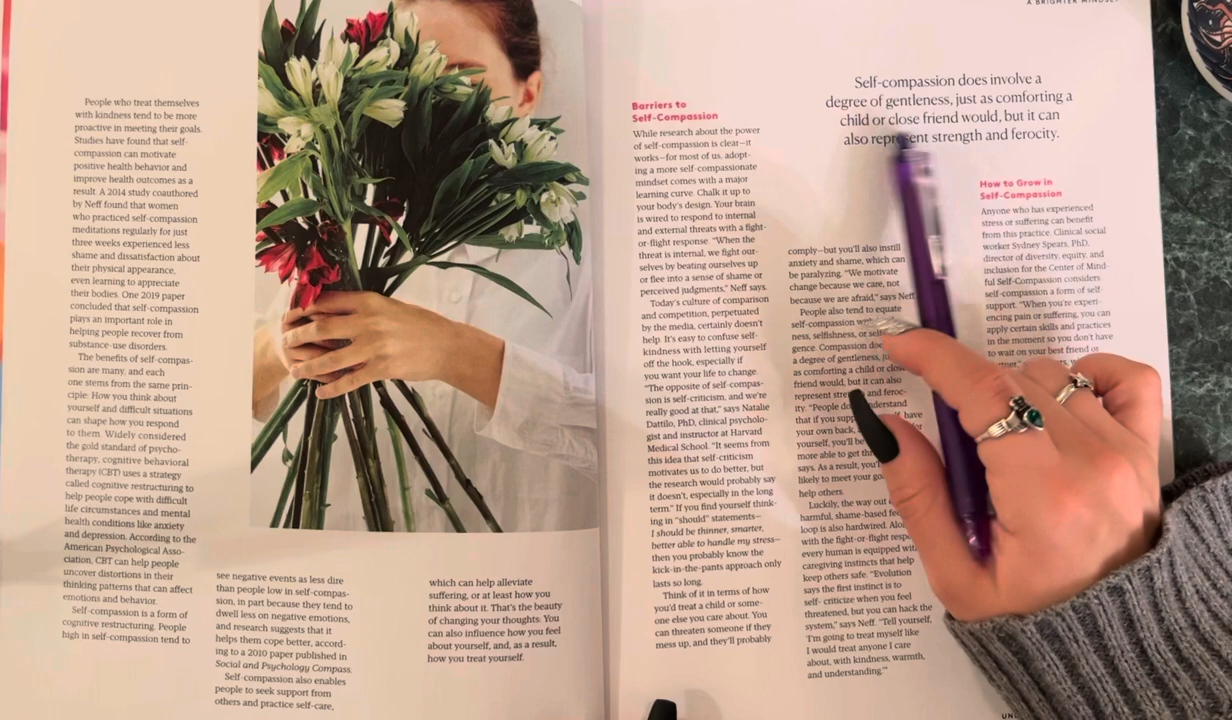 People who treat themselves
with kindness tend to be more
proactive in meeting their goals.
Studies have found that self-
compassion can motivate
positive health behavior and
improve health outcomes as a
result. A 2014 study coauthored
by Neff found that women
who practiced self-compassion
meditations regularly for just
three weeks experienced less
shame and dissatisfaction about
their physical appearance,
even learning to appreciate
their bodies. One 2019 paper
concluded that self-compassion
plays an important role in
helping people recover from
substance-use disorders.
The benefits of self-compas-
sion are many, and each
one stems from the same prin-
ciple: How you think about
yourself and difficult situations
can shape how you respond
to them. Widely considered
the gold standard of psycho-
therapy, cognitive behavioral
therapy (CBT) uses a strategy
called cognitive restructuring to
help people cope with difficult
life circumstances and mental
health conditions like anxiety
and depression. According to the
American Psychological Asso-
ciation, CBT can help people
uncover distortions in their
thinking patterns that can affect
emotions and behavior.
Self-compassion is a form of
cognitive restructuring. People
high in self-compassion tend to
see negative events as less dire
than people low in self-compas-
sion, in part because they tend to
dwell less on negative emotions,
and research suggests that it
helps them cope better, accord-
ing to a 2010 paper published in
Social and Psychology Compass.
Self-compassion also enables
people to seek support from
others and practice self-care,
which can help alleviate
suffering, or at least how you
think about it. That's the beauty
of changing your thoughts. You
can also influence how you feel
about yourself, and, as a result,
how you treat yourself.
A BRIGHTER MINDSET
Self-compassion does involve a
degree of gentleness, just as comforting a
child or close friend would, but it can
also represent strength and ferocity.
Barriers to
Self-Compassion
While research about the power
of self-compassion is clear—it
works—for most of us, adopt-
ing a more self-compassionate
mindset comes with a major
learning curve. Chalk it up to
your body's design. Your brain
is wired to respond to internal
and external threats with a fight-
or-flight response. "When the
threat is internal, we fight our-
selves by beating ourselves up
or flee into a sense of shame or
perceived judgments," Neff says.
Today's culture of comparison
and competition, perpetuated
by the media, certainly doesn't
help. It's easy to confuse self-
kindness with letting yourself
off the hook, especially if
you want your life to change.
"The opposite of self-compas-
sion is self-criticism, and we're
really good at that," says Natalie
Dattilo, PhD, clinical psycholo-
gist and instructor at Harvard
Medical School. "It seems from
this idea that self-criticism
motivates us to do better, but
the research would probably say
it doesn't, especially in the long
term." If you find yourself think-
ing in "should" statements—
I should be thinner, smarter,
better able to handle my stress—
then you probably know the
kick-in-the-pants approach only
lasts so long.
Think of it in terms of how
you'd treat a child or some-
one else you care about. You
can threaten someone if they
mess up, and they'll probably
comply—but you'll also instill
anxiety and shame, which can
be paralyzing. "We motivate
change because we care, not
because we are afraid," says Neff
People also tend to equate
self-compassion
ness, selfishness, or
gence. Compassion
a degree of gentleness,
as comforting a child or close
friend would, but it can also
represent and feroc-
ity. "People understand
that if you have
your own back,
yourself, you'll be
more able to get
says. As a result,
likely to meet your
help others.
Luckily, the way out
harmful, shame-based
loop is also hardwired.
with the fight-or-flight
every human is equipped
caregiving instincts that help
keep others safe. "Evolution
says the first instinct is to
self- criticize when you feel
threatened, but you can hack the
system," says Neff. "Tell yourself,
'I'm going to treat myself like
I would treat anyone I care
about, with kindness, warmth,
and understanding.'"
How to Grow in
Self-Compassion
Anyone who has experienced
stress or suffering can benefit
from this practice. Clinical social
worker Sydney Spears, PhD,
director of diversity, equity, and
inclusion for the Center of Mind-
ful Self-Compassion considers
self-compassion a form of self-
support. "When you're experi-
encing pain or suffering, you can
apply certain skills and practices
in the moment so you don't have
to wait on your best friend or